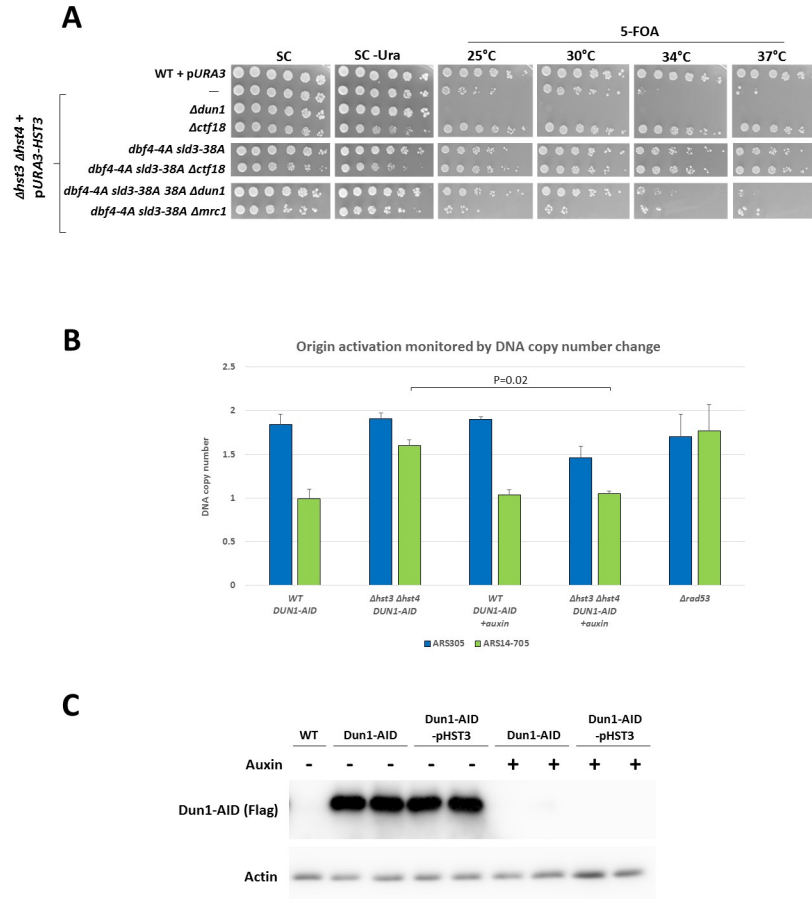 A
5-FOA
SC
SC -Ura
25°C
30°C
34°C
37°C
WT + pURA3
—
Δdun1
Δctf18
dbf4-4A sld3-38A
dbf4-4A sld3-38A Δctf18
dbf4-4A sld3-38A 38A Δdun1
dbf4-4A sld3-38A Δmrc1
Δhst3 Δhst4 +
pURA3-HST3
B
Origin activation monitored by DNA copy number change
P=0.02
DNA copy number
2.5
2
1.5
1
0.5
0
WT
DUN1-AID
Δhst3 Δhst4
DUN1-AID
WT
DUN1-AID
+auxin
Δhst3 Δhst4
DUN1-AID
+auxin
Δrad53
ARS305
ARS14-705
C
WT
Dun1-AID
Dun1-AID
-pHST3
Dun1-AID
Dun1-AID
-pHST3
Auxin - - - - - + + + +
Dun1-AID (Flag)
Actin